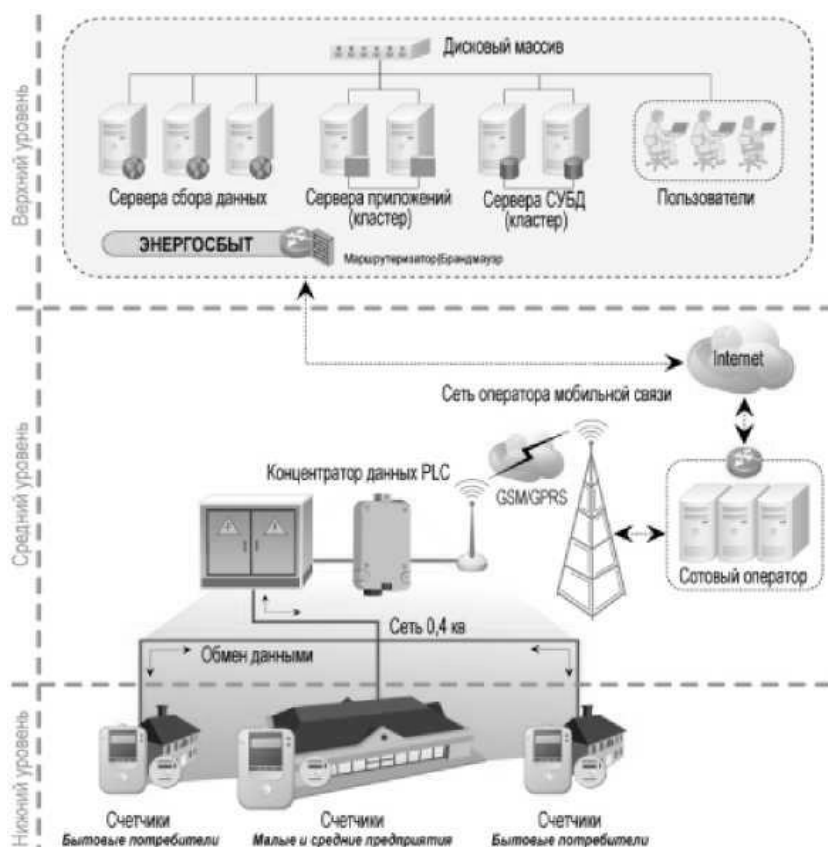 Верхний уровень
Дисковый массив
Сервера сбора данных
Сервера приложений
(кластер)
Сервера СУБД
(кластер)
Пользователи
ЭНЕРГОСБЫТ
Маршрутеризатор|Брандмауэр
Средний уровень
Internet
Сеть оператора мобильной связи
Концентратор данных PLC
GSM/GPRS
Сотовый оператор
Сеть 0,4 кв
Обмен данными
Нижний уровень
Счетчики
Бытовые потребители
Счетчики
Малые и средние предприятия
Счетчики
Бытовые потребители